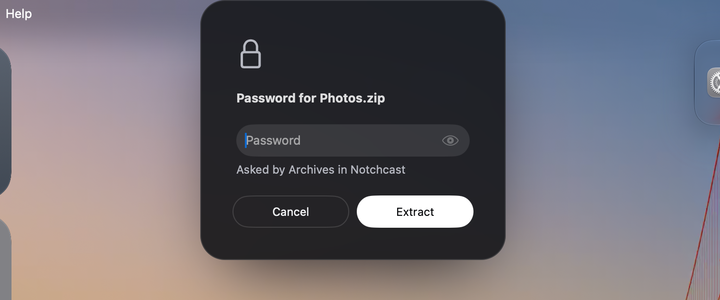 Help
Password for Photos.zip
Password
Asked by Archives in Notchcast
Cancel
Extract